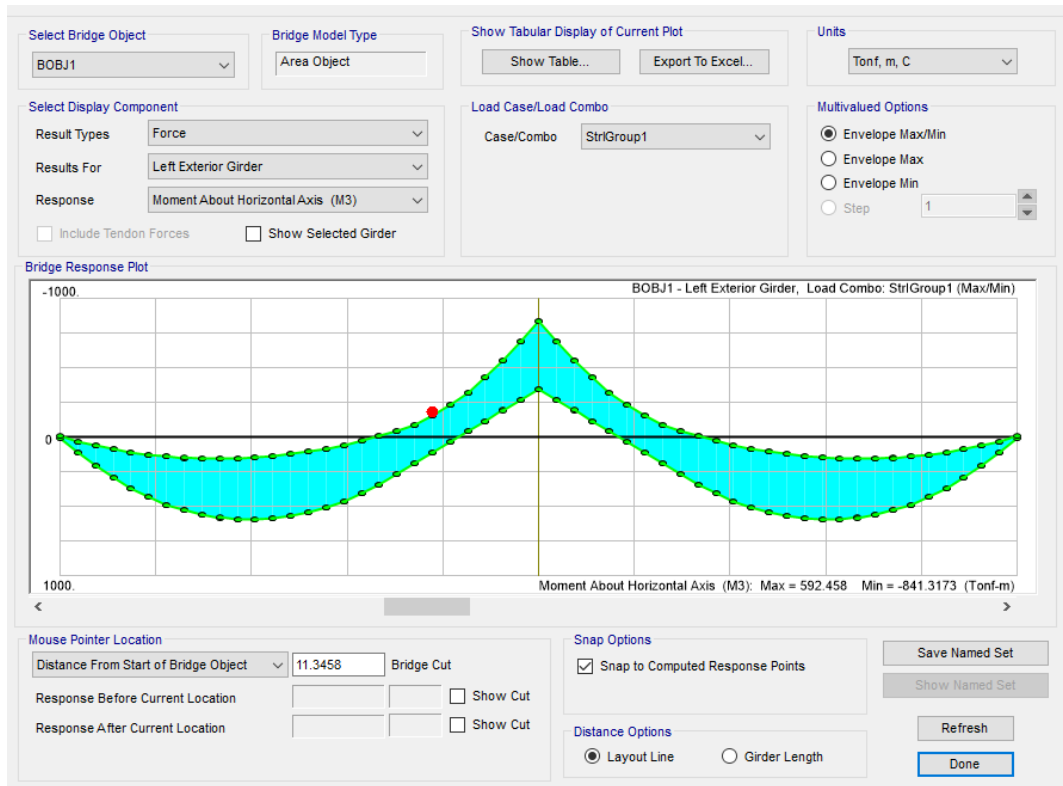 Select Bridge Object
BOBJ1
Bridge Model Type
Area Object
Show Tabular Display of Current Plot
Show Table...
Export To Excel...
Units
Tonf, m, C
Select Display Component
Result Types
Force
Results For
Left Exterior Girder
Response
Moment About Horizontal Axis (M3)
Include Tendon Forces
Show Selected Girder
Load Case/Load Combo
Case/Combo
StrIGroup1
Multivalued Options
Envelope Max/Min
Envelope Max
Envelope Min
Step
1
Bridge Response Plot
-1000.
BOBJ1 - Left Exterior Girder, Load Combo: StrIGroup1 (Max/Min)
0
1000.
Moment About Horizontal Axis (M3): Max = 592.458 Min = -841.3173 (Tonf-m)
Mouse Pointer Location
Distance From Start of Bridge Object
11.3458
Bridge Cut
Response Before Current Location
Show Cut
Response After Current Location
Show Cut
Snap Options
Snap to Computed Response Points
Distance Options
Layout Line
Girder Length
Save Named Set
Show Named Set
Refresh
Done